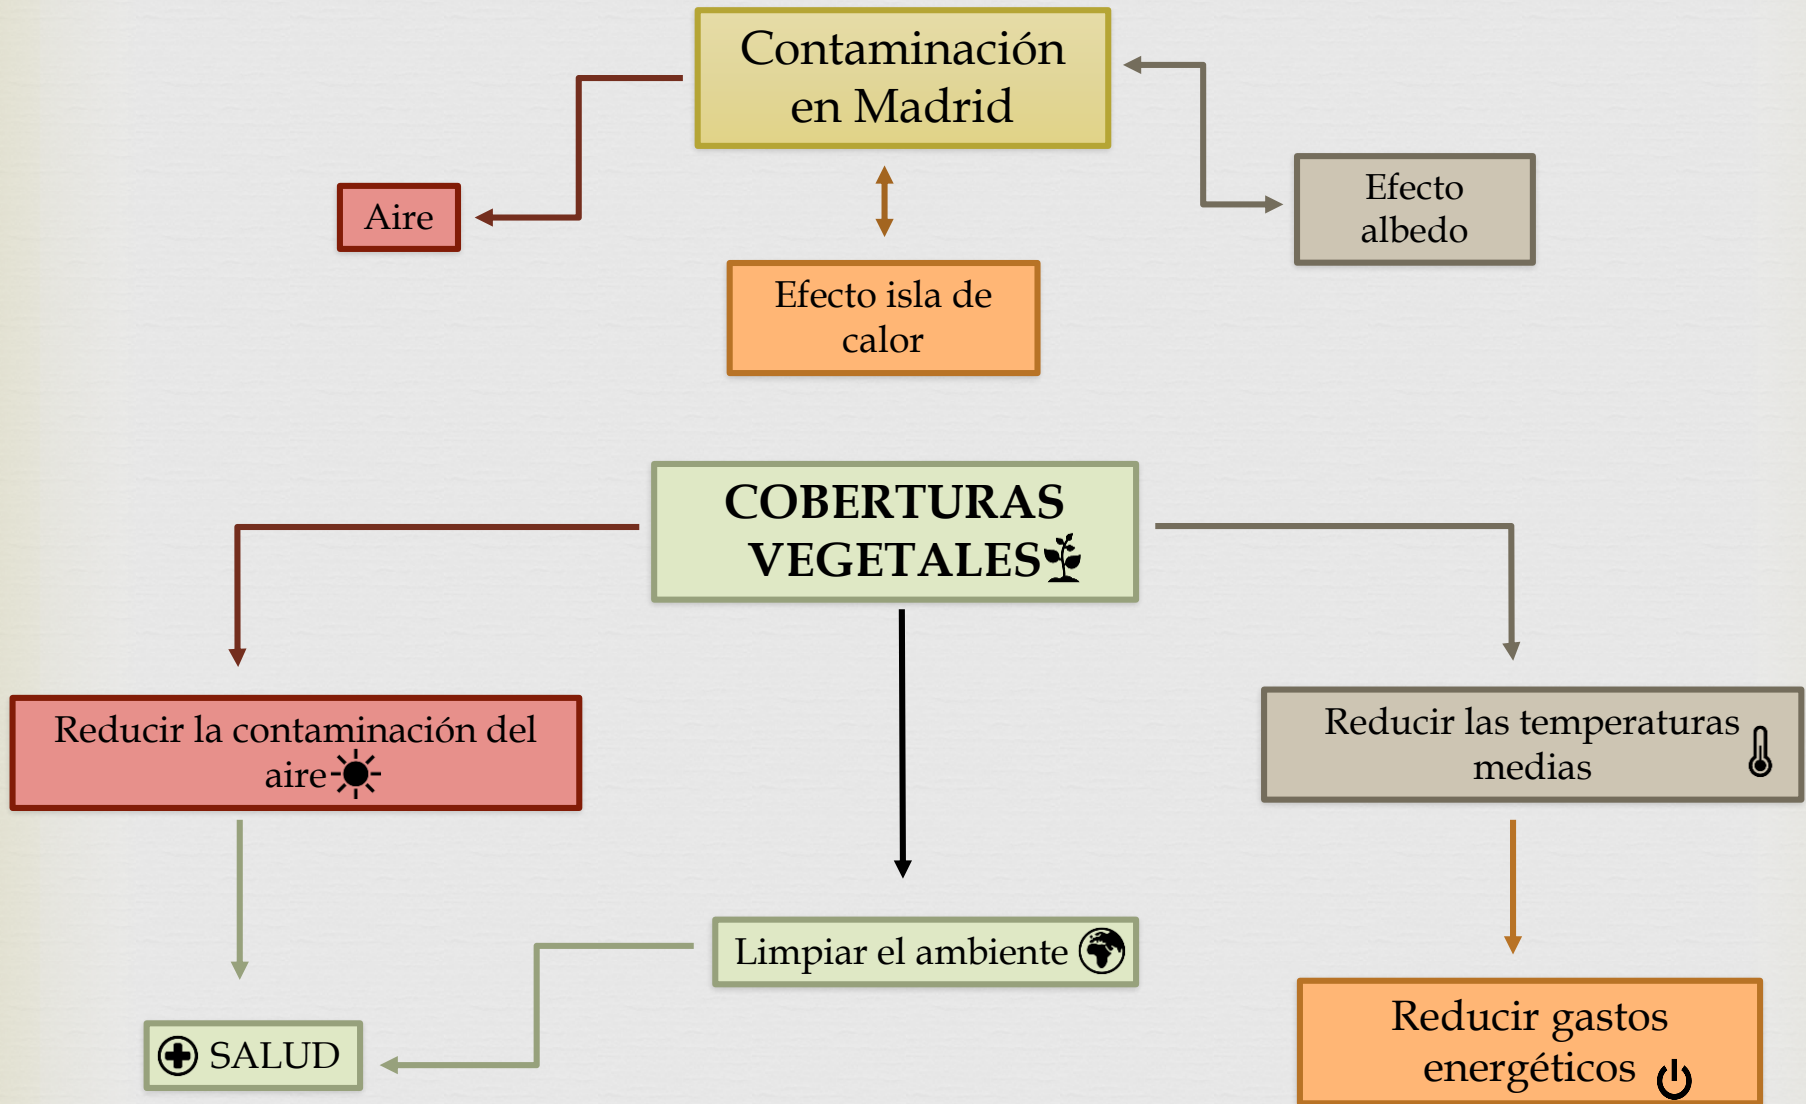 Contaminación
en Madrid
Aire
Efecto
albedo
Efecto isla de
calor
COBERTURAS
VEGETALES
Reducir la contaminación del
aire
Reducir las temperaturas
medias
Limpiar el ambiente
SALUD
Reducir gastos
energéticos